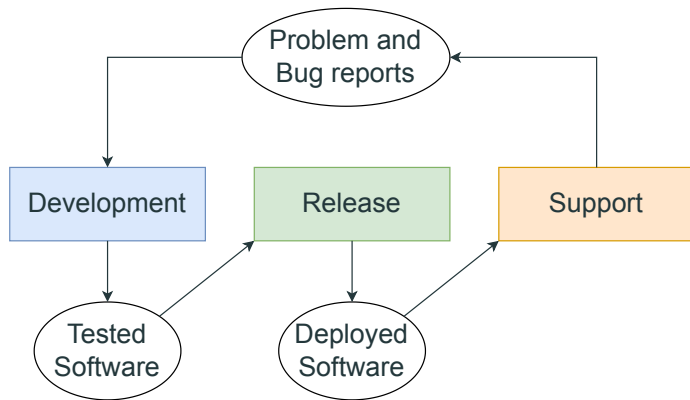 Problem and
Bug reports
Development
Release
Support
Tested
Software
Deployed
Software